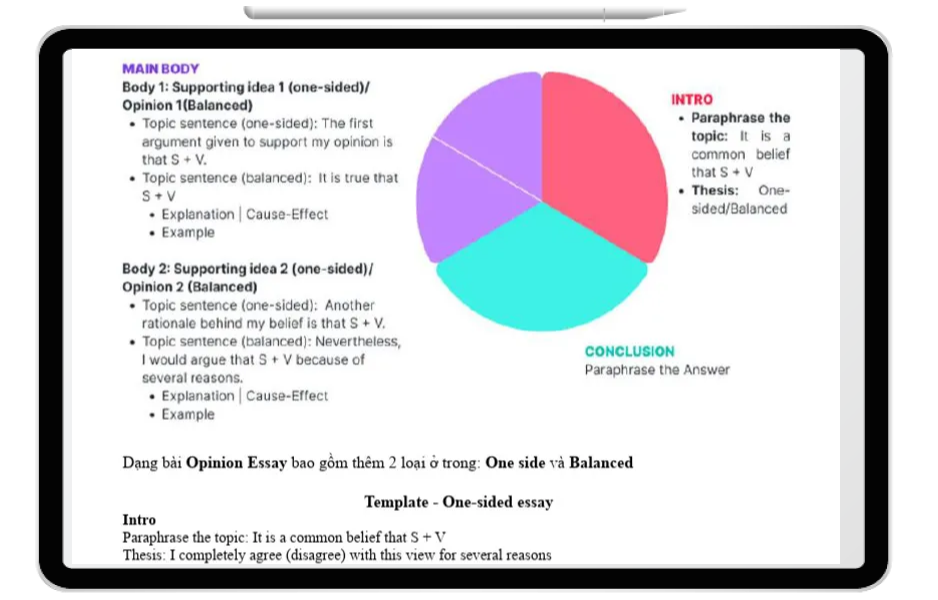 MAIN BODY
Body 1: Supporting idea 1 (one-sided)/
Opinion 1(Balanced)
• Topic sentence (one-sided): The first
argument given to support my opinion is
that S + V.
• Topic sentence (balanced): It is true that
S + V
• Explanation | Cause-Effect
• Example
Body 2: Supporting idea 2 (one-sided)/
Opinion 2 (Balanced)
• Topic sentence (one-sided): Another
rationale behind my belief is that S + V.
• Topic sentence (balanced): Nevertheless,
I would argue that S + V because of
several reasons.
• Explanation | Cause-Effect
• Example
INTRO
• Paraphrase the
topic: It is a
common belief
that S + V
• Thesis: One-
sided/Balanced
CONCLUSION
Paraphrase the Answer
Dạng bài Opinion Essay bao gồm thêm 2 loại ở trong: One side và Balanced
Template - One-sided essay
Intro
Paraphrase the topic: It is a common belief that S + V
Thesis: I completely agree (disagree) with this view for several reasons